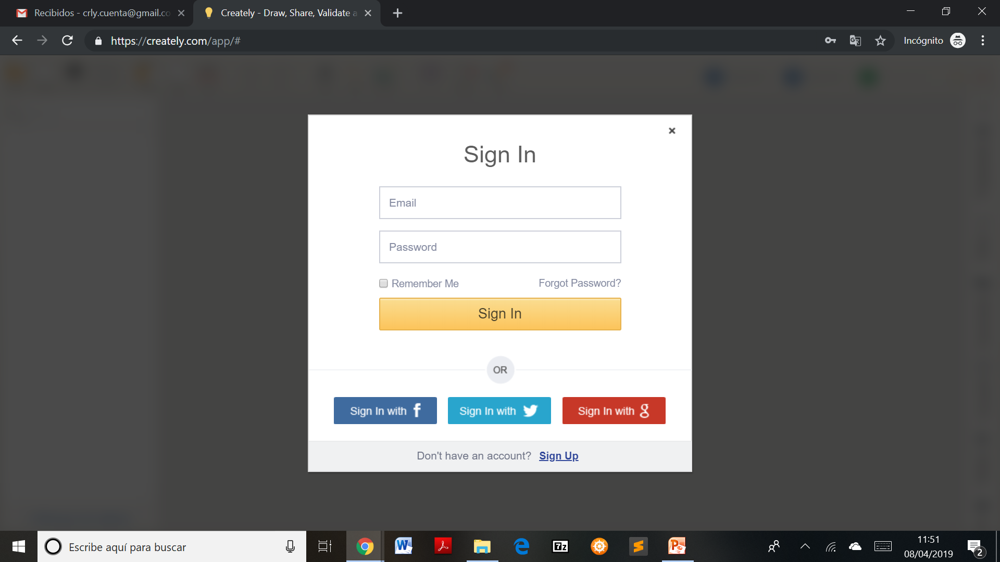 Recibidos - crly.cuenta@gmail.co
Creately - Draw, Share, Validate a
https://creately.com/app/#
Incógnito
Sign In
Email
Password
Remember Me
Forgot Password?
Sign In
OR
Sign In with f
Sign In with
Sign In with g
Don't have an account? Sign Up
Escribe aquí para buscar
W
7z
e
S
P
11:51
08/04/2019
2